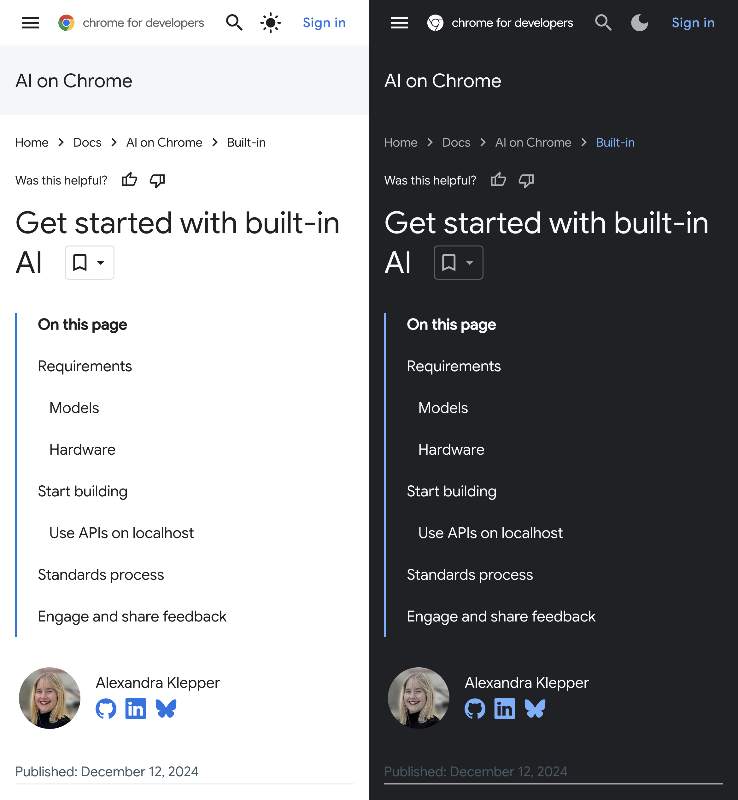 chrome for developers
Sign in
AI on Chrome
Home > Docs > AI on Chrome > Built-in
Was this helpful?
Get started with built-in
AI
On this page
Requirements
Models
Hardware
Start building
Use APIs on localhost
Standards process
Engage and share feedback
Alexandra Klepper
Published: December 12, 2024
chrome for developers
Sign in
AI on Chrome
Home > Docs > AI on Chrome > Built-in
Was this helpful?
Get started with built-in
AI
On this page
Requirements
Models
Hardware
Start building
Use APIs on localhost
Standards process
Engage and share feedback
Alexandra Klepper
Published: December 12, 2024